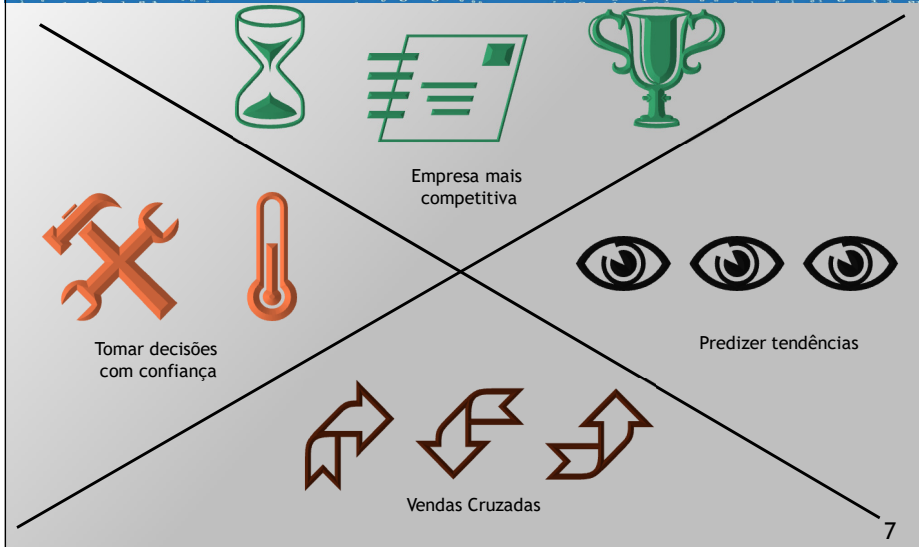 Empresa mais
competitiva
Tomar decisões
com confiança
Predizer tendências
Vendas Cruzadas
7